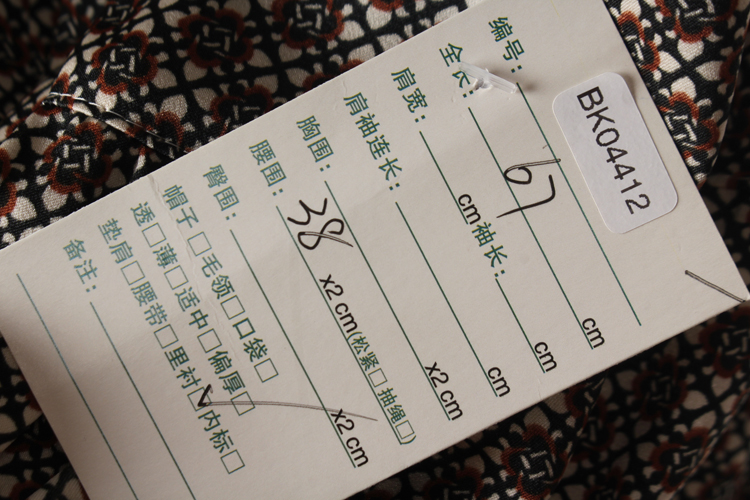 编号: BK04412
全长: 67 cm
肩宽: cm 袖长: cm
肩袖连长: cm
胸围: x2 cm
腰围: 38 x2 cm(松紧□ 抽绳□)
臀围: x2 cm
帽子□毛领□口袋□
透□薄□适中□偏厚□
垫肩□腰带□里衬☑内标□
备注: